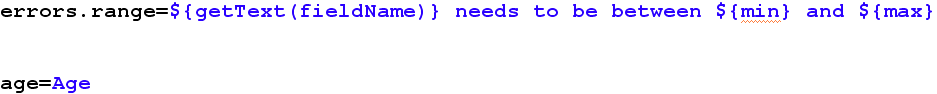 errors.range=${getText(fieldName)} needs to be between ${min} and ${max}
age=Age